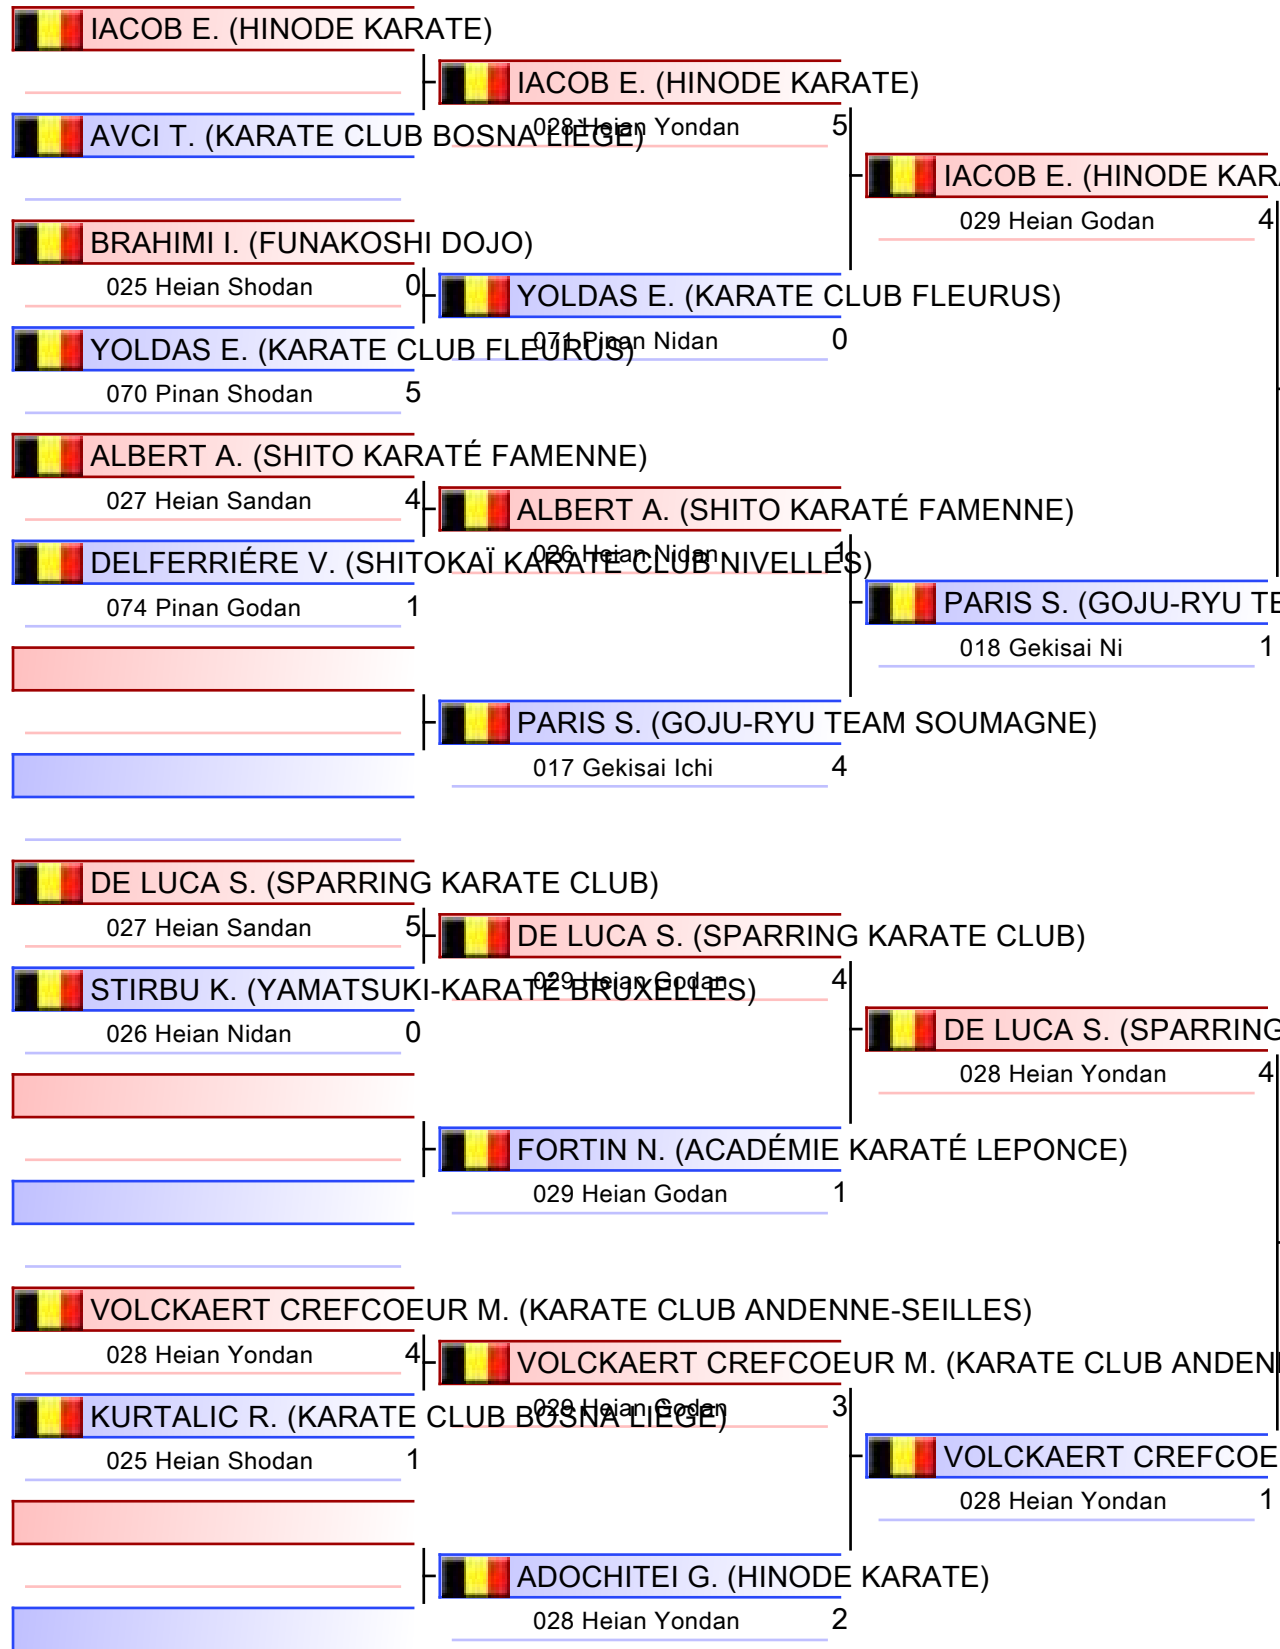 IACOB E. (HINODE KARATE)
AVCI T. (KARATE CLUB BOSNA LIÈGE)
BRAHIMI I. (FUNAKOSHI DOJO)
025 Heian Shodan 0
YOLDAS E. (KARATE CLUB FLEURUS)
070 Pinan Shodan 5
ALBERT A. (SHITO KARATÉ FAMENNE)
027 Heian Sandan 4
DELFERRIÉRE V. (SHITOKAÏ KARATE CLUB NIVELLES)
074 Pinan Godan 1
DE LUCA S. (SPARRING KARATE CLUB)
027 Heian Sandan 5
STIRBU K. (YAMATSUKI-KARATE BRUXELLES)
026 Heian Nidan 0
VOLCKAERT CREFCOEUR M. (KARATE CLUB ANDENNE-SEILLES)
028 Heian Yondan 4
KURTALIC R. (KARATE CLUB BOSNA LIÈGE)
025 Heian Shodan 1
IACOB E. (HINODE KARATE)
028 Heian Yondan 5
YOLDAS E. (KARATE CLUB FLEURUS)
071 Pinan Nidan 0
ALBERT A. (SHITO KARATÉ FAMENNE)
026 Heian Nidan 1
PARIS S. (GOJU-RYU TEAM SOUMAGNE)
017 Gekisai Ichi 4
DE LUCA S. (SPARRING KARATE CLUB)
029 Heian Godan 4
FORTIN N. (ACADÉMIE KARATÉ LEPONCE)
029 Heian Godan 1
VOLCKAERT CREFCOEUR M. (KARATE CLUB ANDEN
029 Heian Godan 3
ADOCHITEI G. (HINODE KARATE)
028 Heian Yondan 2
IACOB E. (HINODE KARA
029 Heian Godan 4
PARIS S. (GOJU-RYU TE
018 Gekisai Ni 1
DE LUCA S. (SPARRING
028 Heian Yondan 4
VOLCKAERT CREFCOE
028 Heian Yondan 1